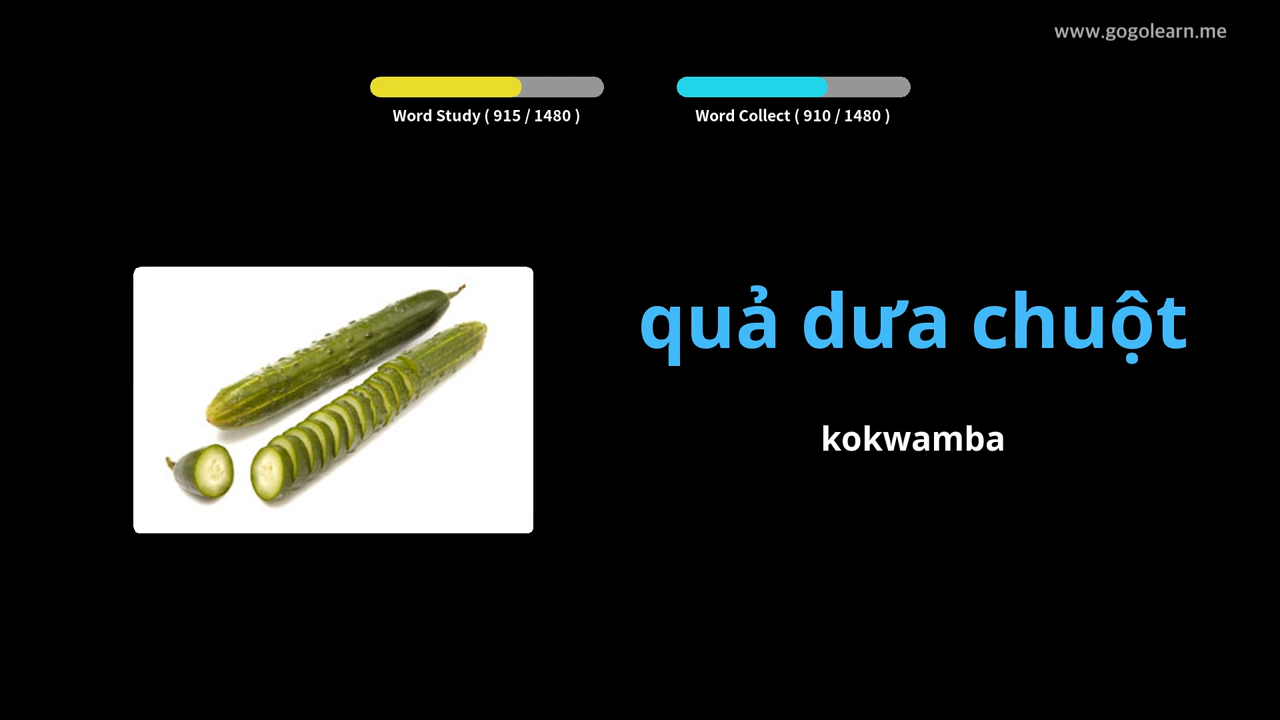 www.gogolearn.me
Word Study ( 915 / 1480 )
Word Collect ( 910 / 1480 )
quả dưa chuột
kokwamba